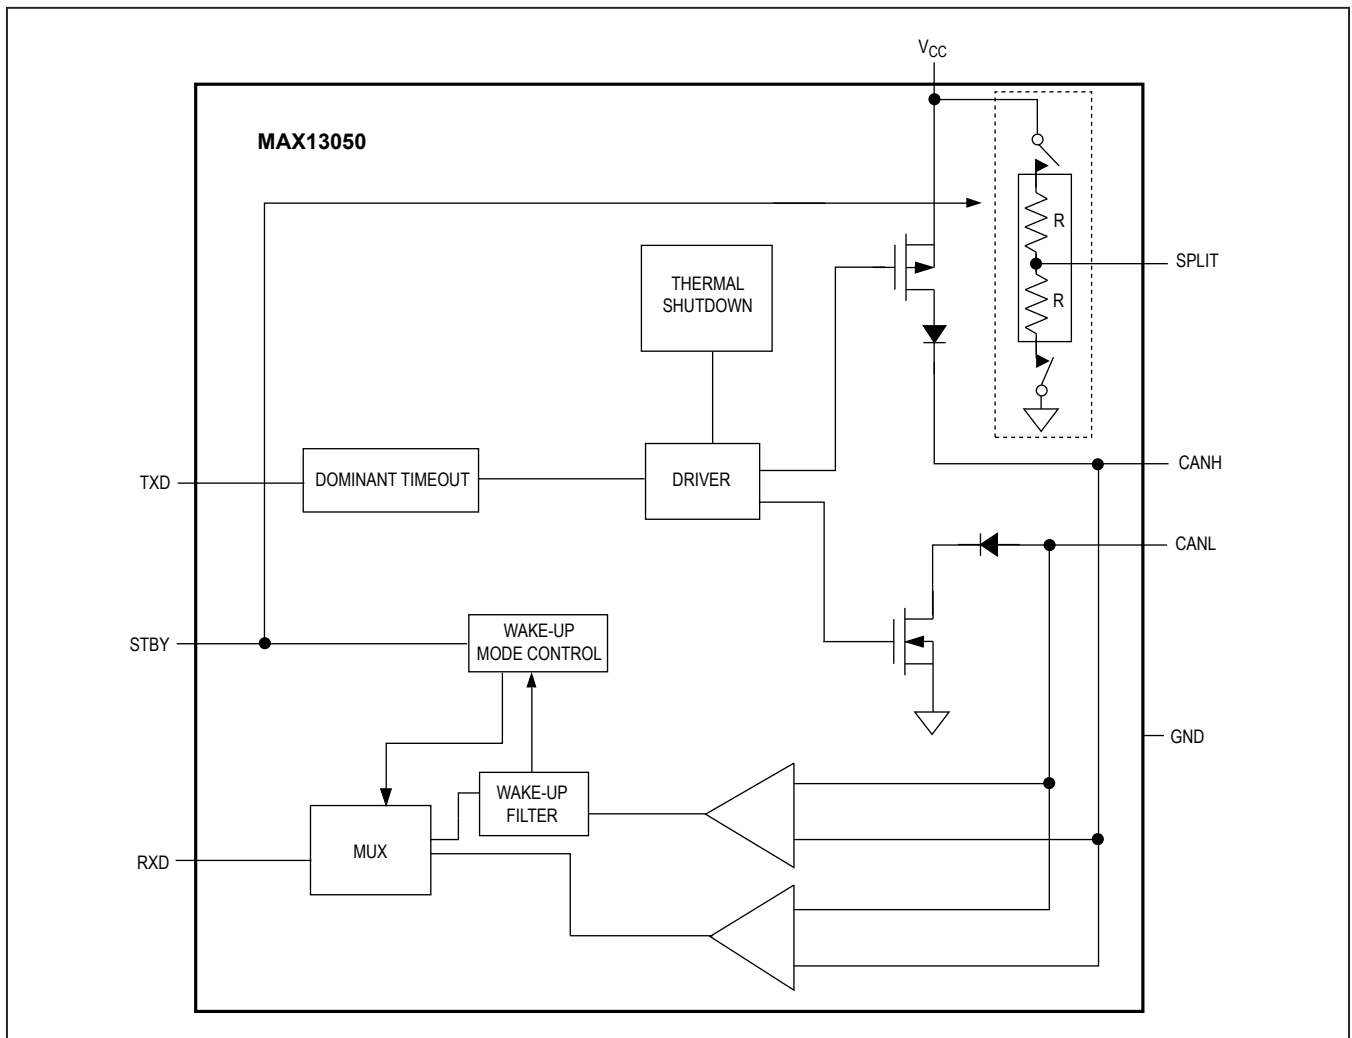 VCC
MAX13050
R
THERMAL
SHUTDOWN
SPLIT
R
TXD
DOMINANT TIMEOUT
DRIVER
CANH
CANL
STBY
WAKE-UP
MODE CONTROL
GND
WAKE-UP
FILTER
MUX
RXD